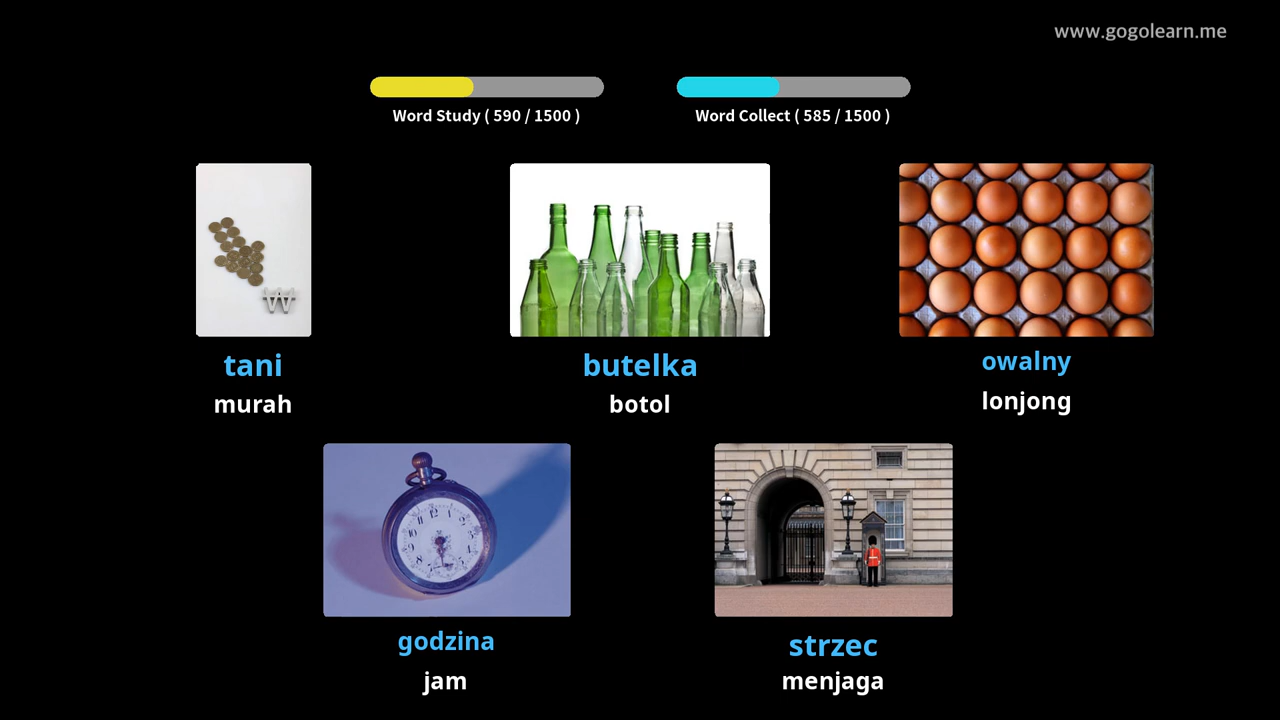 www.gogolearn.me
Word Study ( 590 / 1500 )
Word Collect ( 585 / 1500 )
tani
murah
butelka
botol
owalny
lonjong
godzina
jam
strzec
menjaga